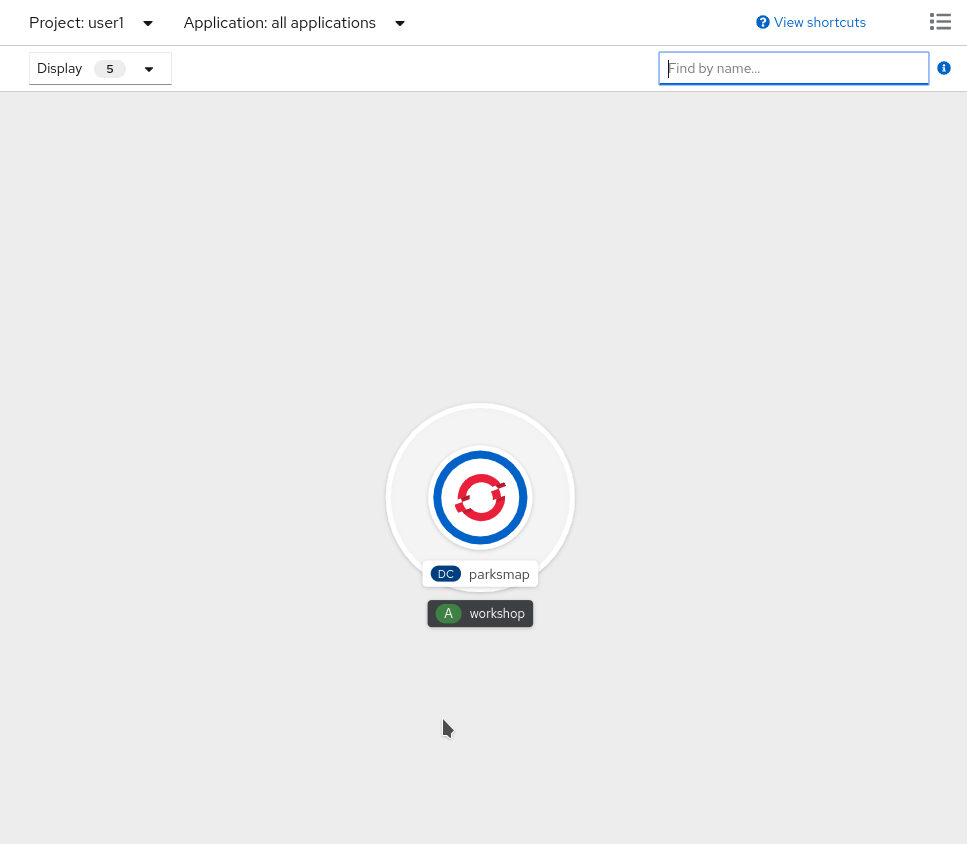 Project: user1 Application: all applications View shortcuts
Display 5 Find by name...
DC parksmap
A workshop